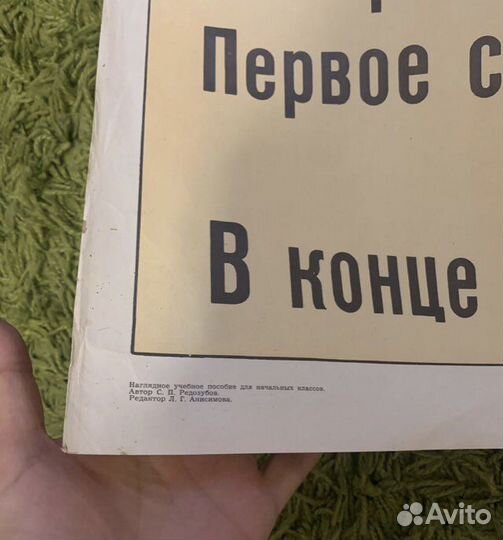 Первое с
В конце
Наглядное учебное пособие для начальных классов.
Автор С. П. Редозубов.
Редактор Л. Г. Анисимова.
Avito